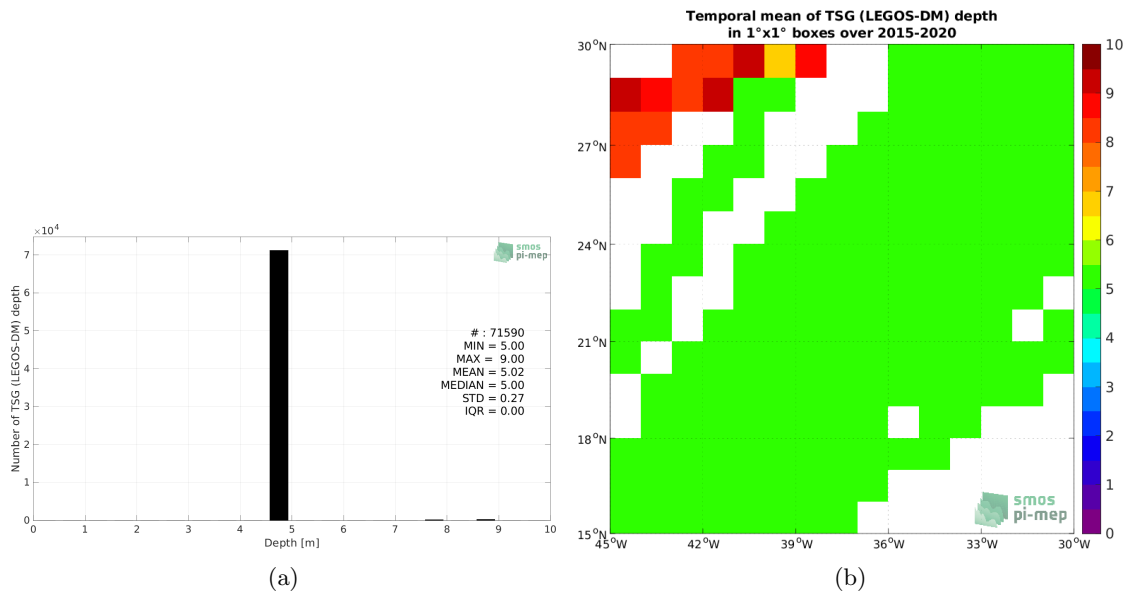 ×10⁴
7
6
5
4
3
2
1
0
0 1 2 3 4 5 6 7 8 9 10
Depth [m]
Number of TSG (LEGOS-DM) depth
smos
pi-mep
# : 71590
MIN = 5.00
MAX = 9.00
MEAN = 5.02
MEDIAN = 5.00
STD = 0.27
IQR = 0.00
(a)
Temporal mean of TSG (LEGOS-DM) depth
in 1°x1° boxes over 2015-2020
30°N
27°N
24°N
21°N
18°N
15°N
45°W 42°W 39°W 36°W 33°W 30°W
smos
pi-mep
10
9
8
7
6
5
4
3
2
1
0
(b)